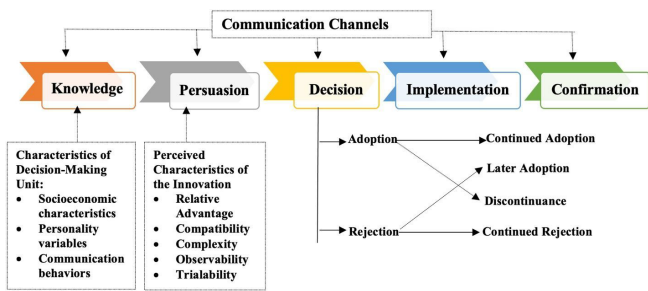 Communication Channels
Knowledge
Persuasion
Decision
Implementation
Confirmation
Characteristics of
Decision-Making
Unit:
• Socioeconomic
characteristics
• Personality
variables
• Communication
behaviors
Perceived
Characteristics of
the Innovation
• Relative
Advantage
• Compatibility
• Complexity
• Observability
• Trialability
Adoption
Rejection
Continued Adoption
Later Adoption
Discontinuance
Continued Rejection